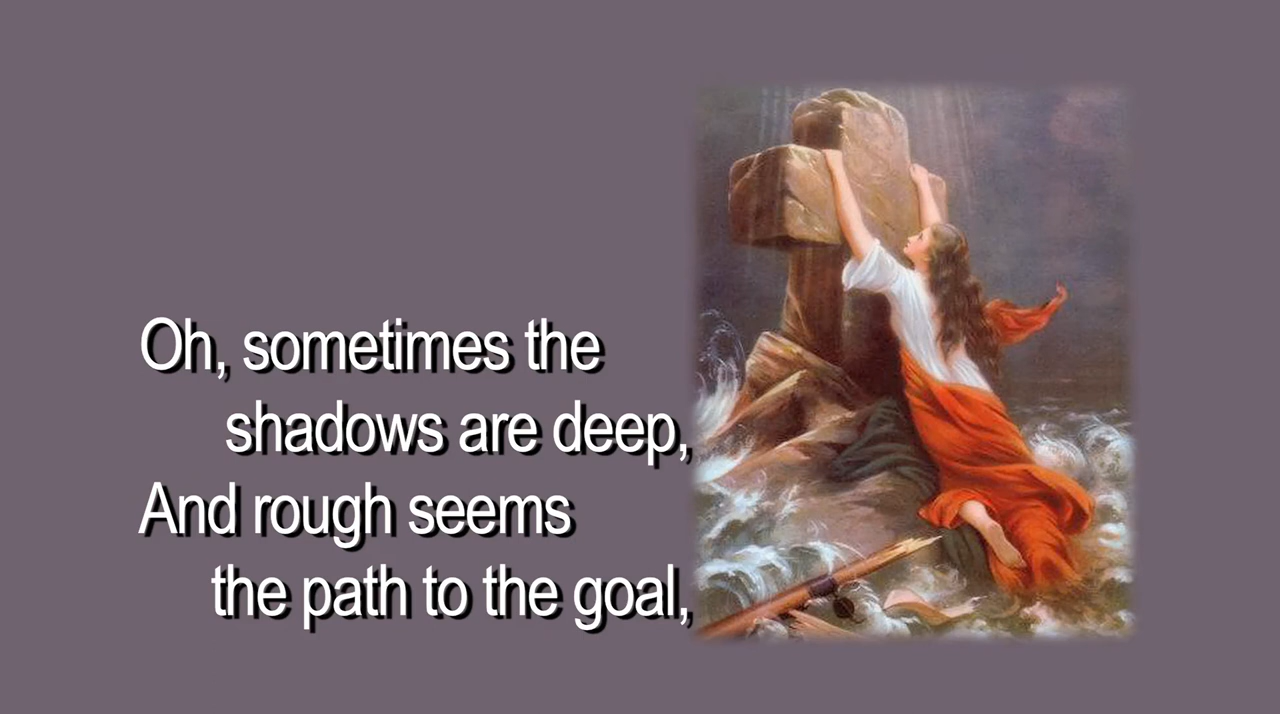 Oh, sometimes the
shadows are deep,
And rough seems
the path to the goal,